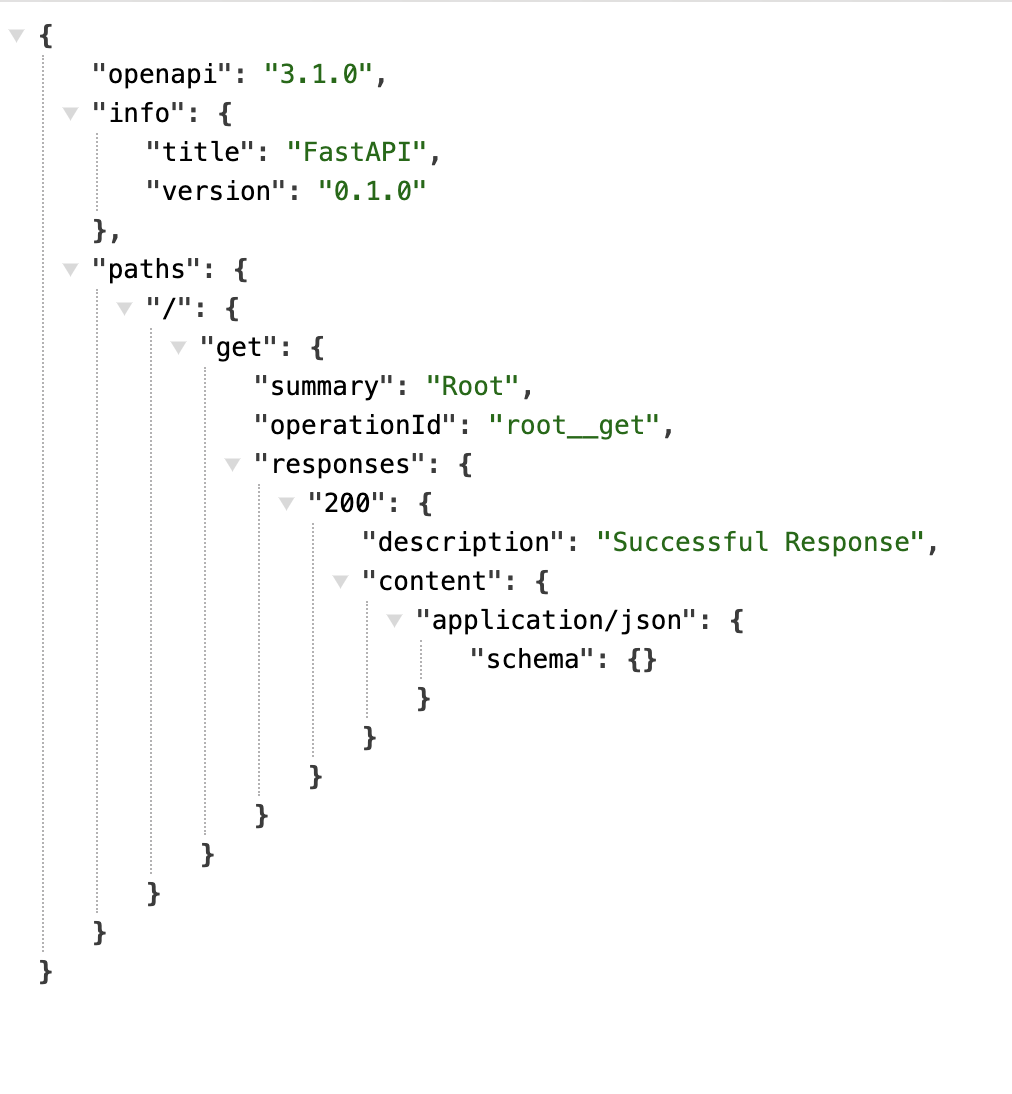 {
"openapi": "3.1.0",
"info": {
"title": "FastAPI",
"version": "0.1.0"
},
"paths": {
"/": {
"get": {
"summary": "Root",
"operationId": "root__get",
"responses": {
"200": {
"description": "Successful Response",
"content": {
"application/json": {
"schema": {}
}
}
}
}
}
}
}
}